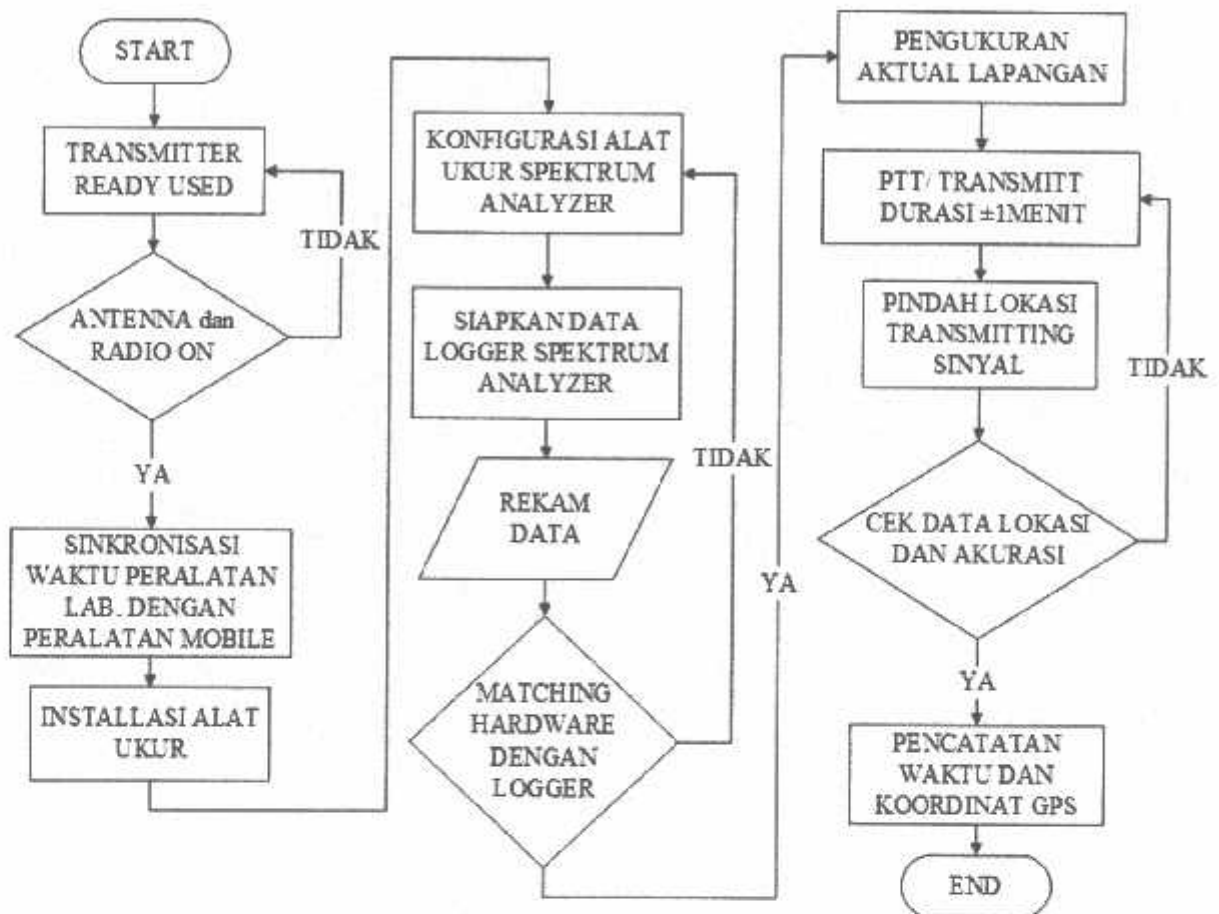 START
TRANSMITTER
READY USED
TIDAK
ANTENNA dan
RADIO ON
YA
SINKRONISASI
WAKTU PERALATAN
LAB. DENGAN
PERALATAN MOBILE
INSTALLASI ALAT
UKUR
KONFIGURASI ALAT
UKUR SPEKTRUM
ANALYZER
SIAPKAN DATA
LOGGER SPEKTRUM
ANALYZER
TIDAK
REKAM
DATA
MATCHING
HARDWARE
DENGAN
LOGGER
YA
PENGUKURAN
AKTUAL LAPANGAN
PTT/ TRANSMITT
DURASI ±1MENIT
PINDAH LOKASI
TRANSMITTING
SINYAL
TIDAK
CEK DATA LOKASI
DAN AKURASI
YA
PENCATATAN
WAKTU DAN
KOORDINAT GPS
END